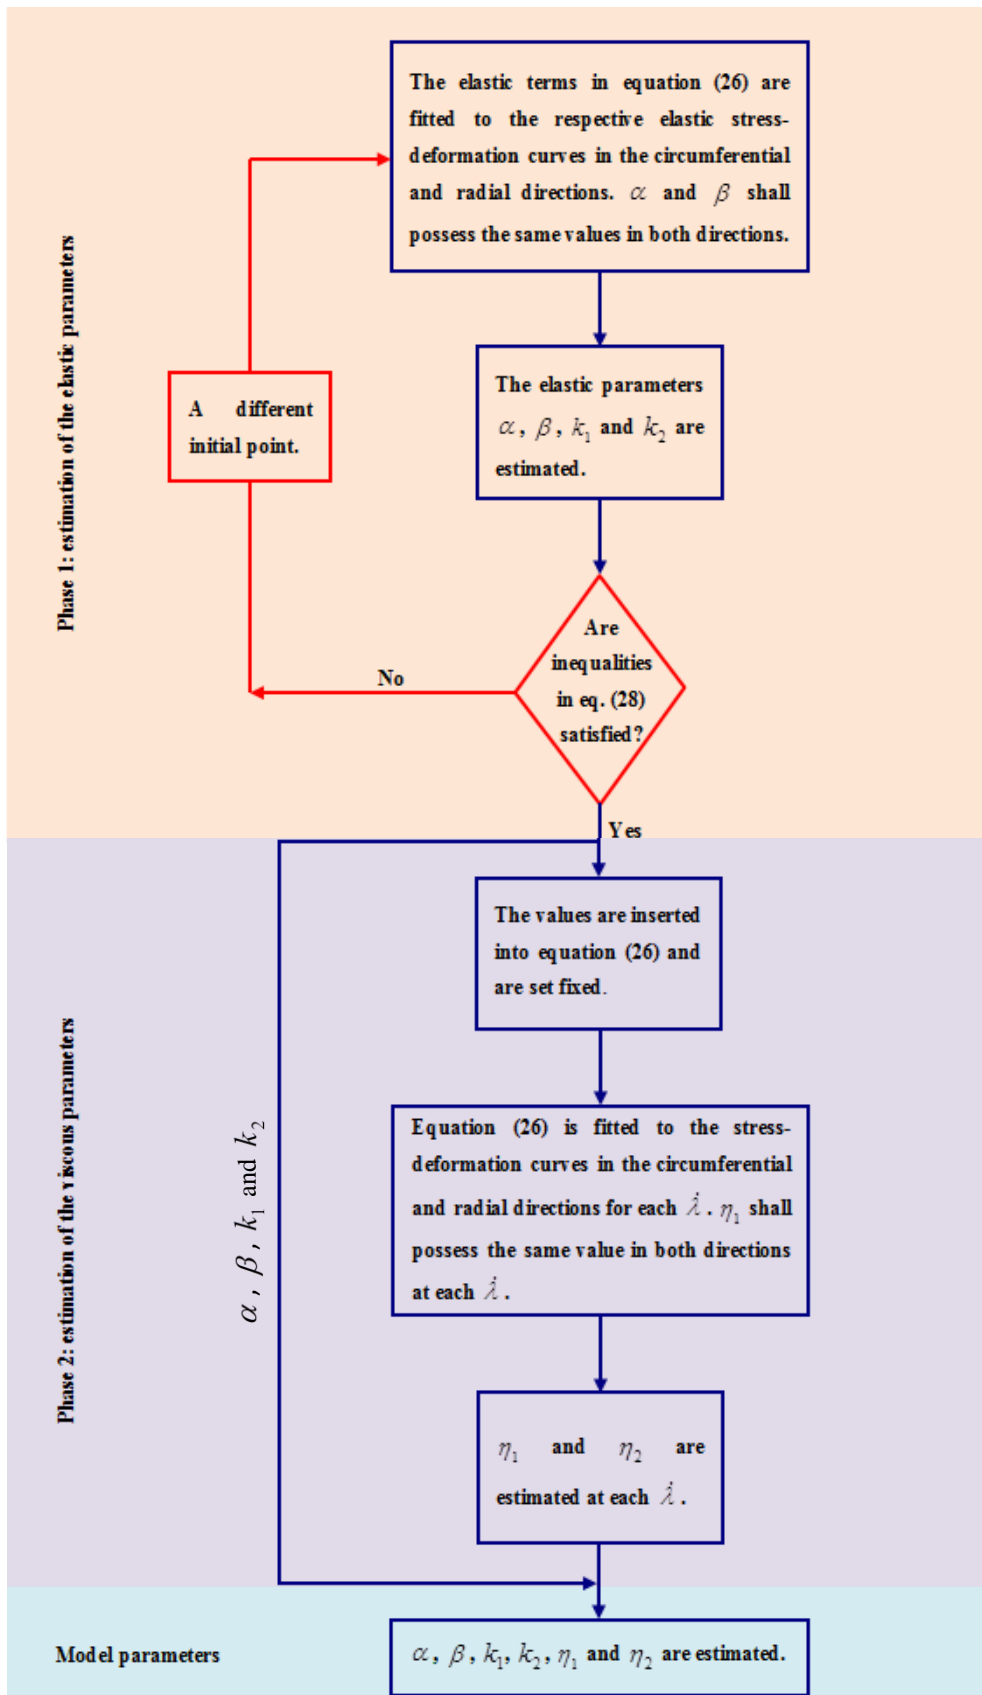 Phase 1: estimation of the elastic parameters
The elastic terms in equation (26) are
fitted to the respective elastic stress-
deformation curves in the circumferential
and radial directions. α and β shall
possess the same values in both directions.
A different
initial point.
The elastic parameters
α, β, k₁ and k₂ are
estimated.
Are
inequalities
in eq. (28)
satisfied?
No
Yes
Phase 2: estimation of the viscous parameters
α, β, k₁ and k₂
The values are inserted
into equation (26) and
are set fixed.
Equation (26) is fitted to the stress-
deformation curves in the circumferential
and radial directions for each λ̇. η₁ shall
possess the same value in both directions
at each λ̇.
η₁ and η₂ are
estimated at each λ̇.
Model parameters
α, β, k₁, k₂, η₁ and η₂ are estimated.